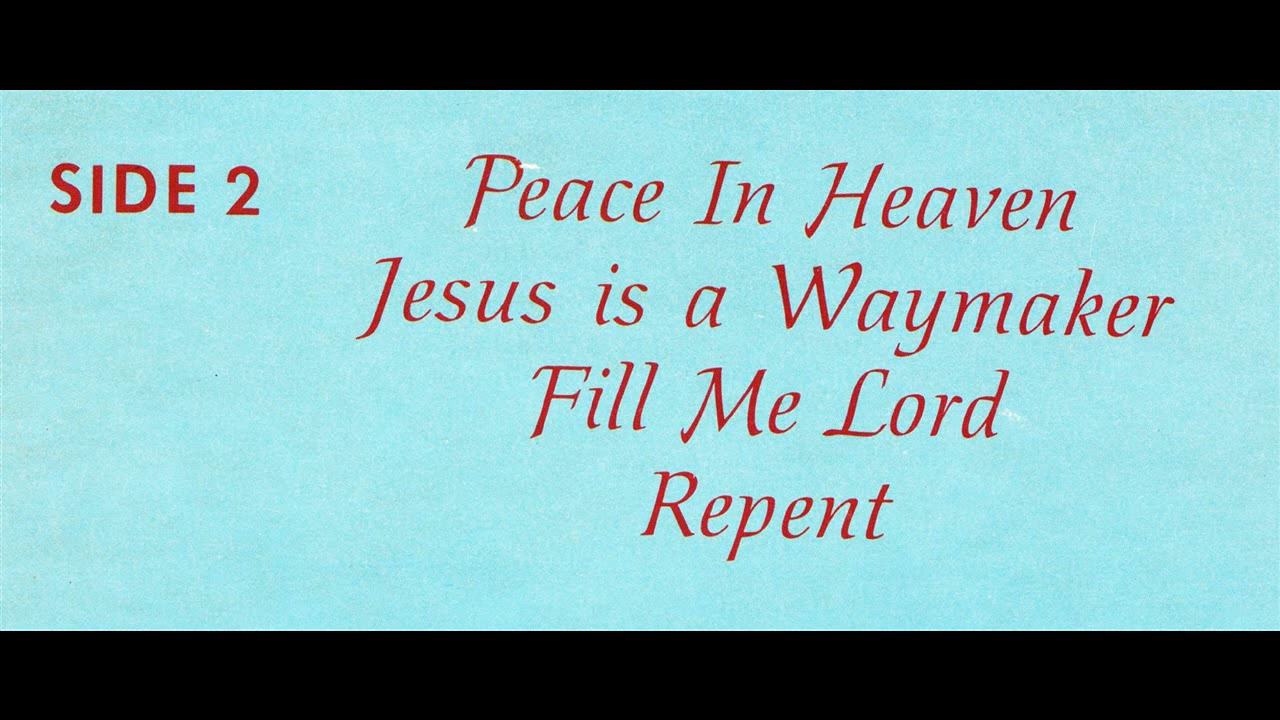 SIDE 2
Peace In Heaven
Jesus is a Waymaker
Fill Me Lord
Repent